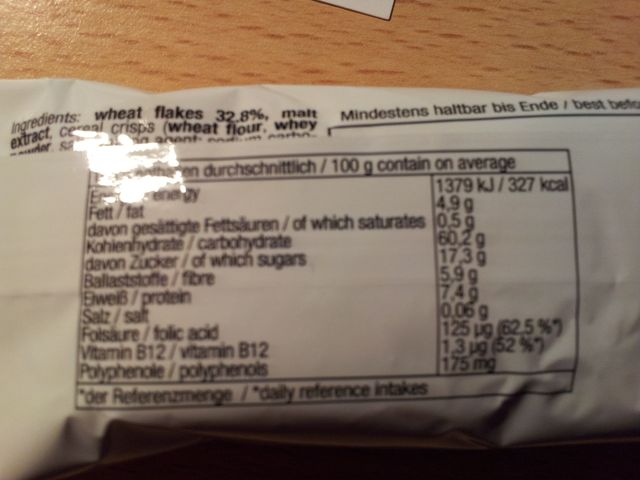 Ingredients: wheat flakes 32,8%, malt
extract, cereal crisps (wheat flour, whey
powder
Mindestens haltbar bis Ende / best before
durchschnittlich / 100 g contain on average
energy 1379 kJ / 327 kcal
Fett / fat 4,9 g
davon gesättigte Fettsäuren / of which saturates 0,5 g
Kohlenhydrate / carbohydrate 60,2 g
davon Zucker / of which sugars 17,3 g
Ballaststoffe / fibre 5,9 g
Eiweiß / protein 7,4 g
Salz / salt 0,06 g
Folsäure / folic acid 125 µg (62,5 %*)
Vitamin B12 / vitamin B12 1,3 µg (52 %*)
Polyphenole / polyphenols 175 mg
*der Referenzmenge / *daily reference intakes